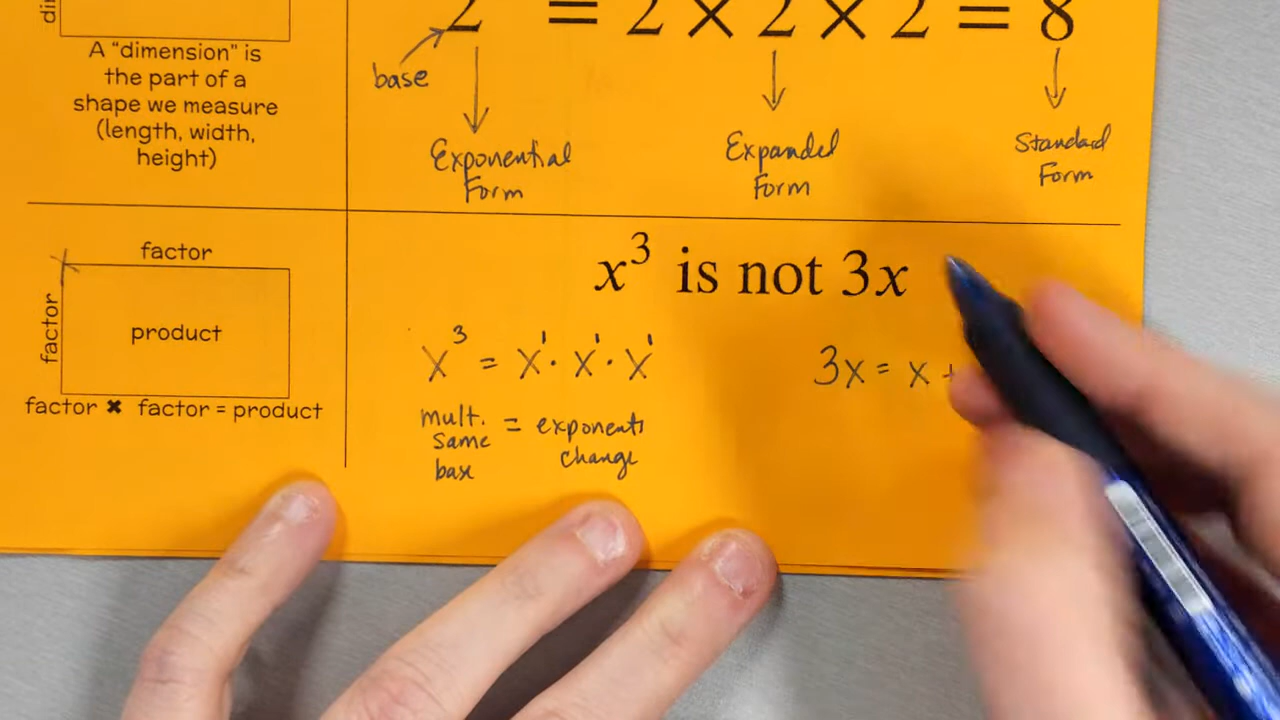 di
A “dimension” is
the part of a
shape we measure
(length, width,
height)
2 = 2 × 2 × 2 = 8
base
Exponential
Form
Expanded
Form
Standard
Form
factor
factor
product
factor × factor = product
x³ is not 3x
x³ = x¹ · x¹ · x¹
mult.
same
base
= exponents
change
3x = x +